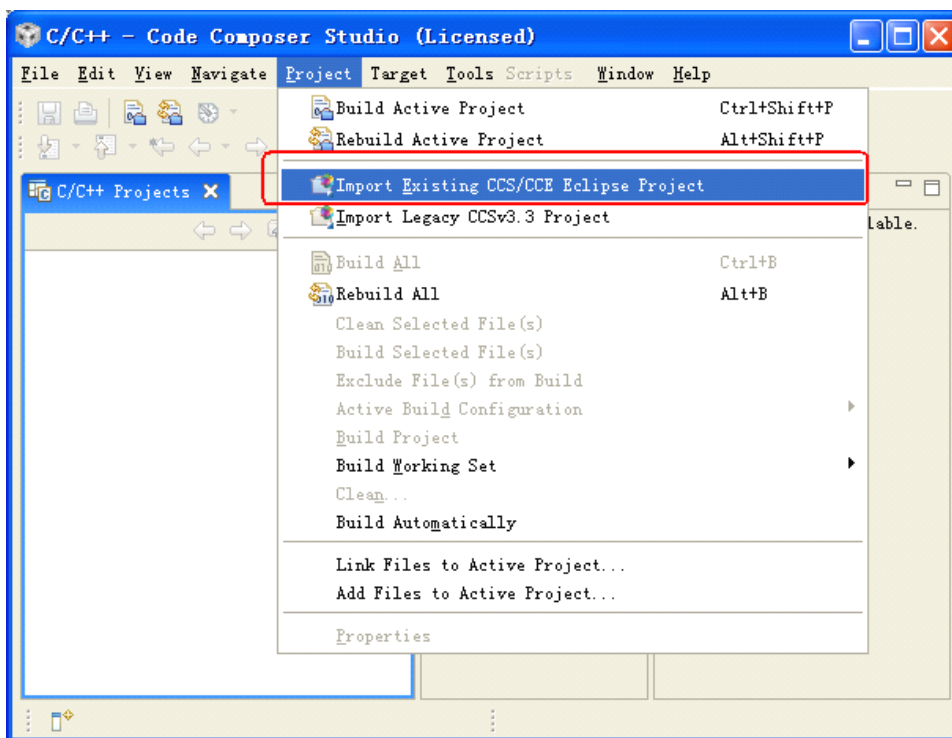 C/C++ - Code Composer Studio (Licensed)
File Edit View Navigate Project Target Tools Scripts Window Help
Build Active Project Ctrl+Shift+P
Rebuild Active Project Alt+Shift+P
C/C++ Projects
Import Existing CCS/CCE Eclipse Project
Import Legacy CCSv3.3 Project
lable.
Build All Ctrl+B
Rebuild All Alt+B
Clean Selected File(s)
Build Selected File(s)
Exclude File(s) from Build
Active Build Configuration
Build Project
Build Working Set
Clean...
Build Automatically
Link Files to Active Project...
Add Files to Active Project...
Properties